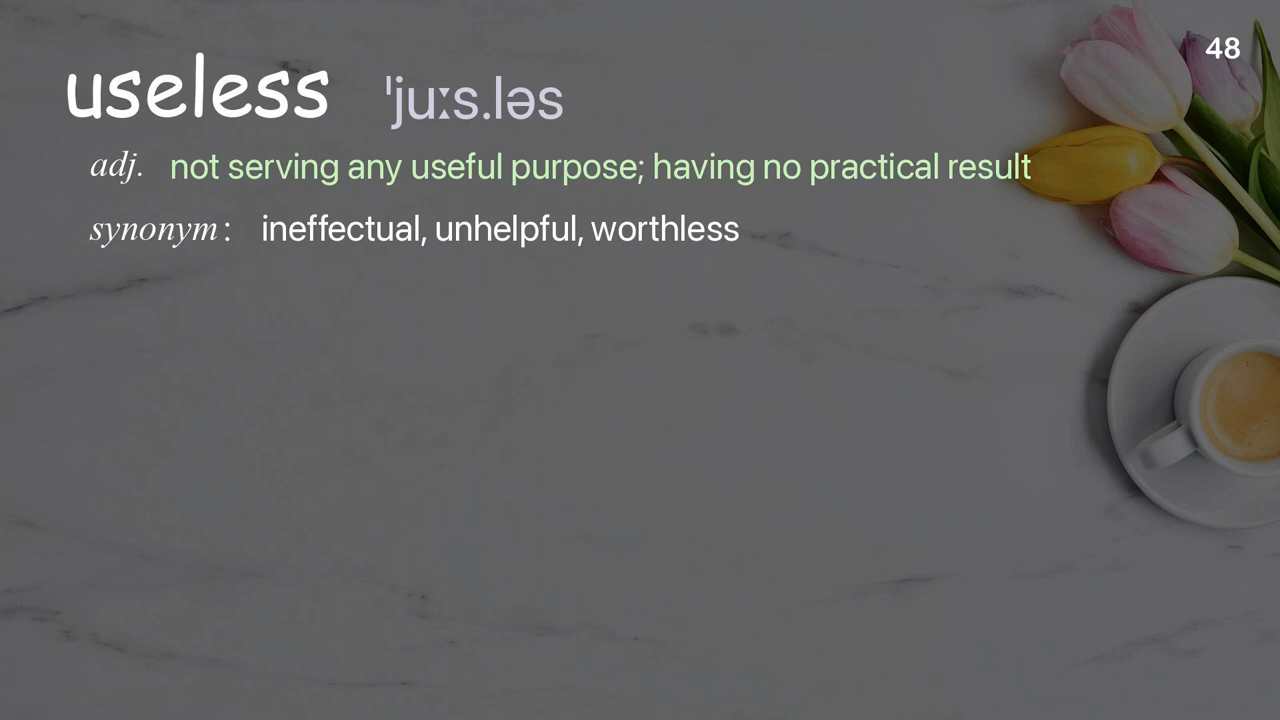 48
useless ˈjuːs.ləs
adj. not serving any useful purpose; having no practical result
synonym: ineffectual, unhelpful, worthless